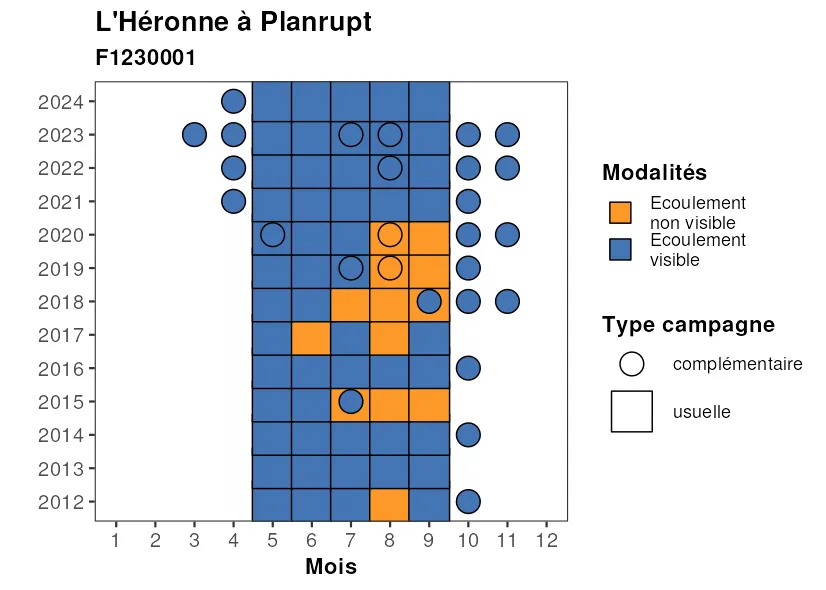 L'Héronne à Planrupt
F1230001
2024
2023
2022
2021
2020
2019
2018
2017
2016
2015
2014
2013
2012
1 2 3 4 5 6 7 8 9 10 11 12
Mois
Modalités
Ecoulement
non visible
Ecoulement
visible
Type campagne
complémentaire
usuelle